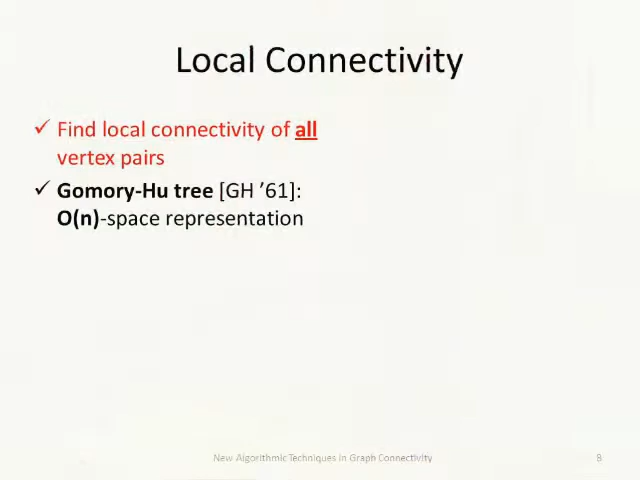 Local Connectivity
✓ Find local connectivity of all
vertex pairs
✓ Gomory-Hu tree [GH ’61]:
O(n)-space representation
New Algorithmic Techniques in Graph Connectivity
8